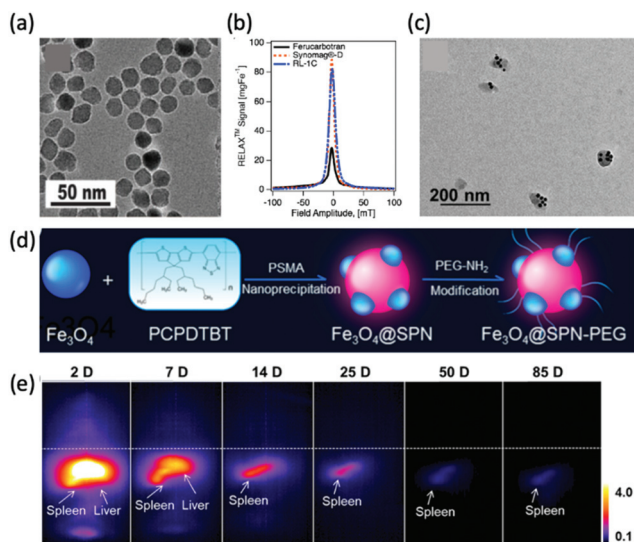 (a)
50 nm
(b)
RELAX™ Signal [mgFe⁻¹]
100
80
60
40
20
0
Ferucarbotran
Synomag®-D
RL-1C
-100
-50
0
50
100
Field Amplitude, [mT]
(c)
200 nm
(d)
Fe₃O₄
+
PCPDTBT
PSMA
Nanoprecipitation
Fe₃O₄@SPN
PEG-NH₂
Modification
Fe₃O₄@SPN-PEG
(e)
2 D
7 D
14 D
25 D
50 D
85 D
Spleen
Liver
Spleen
Liver
Spleen
Spleen
Spleen
Spleen
4.0
0.1